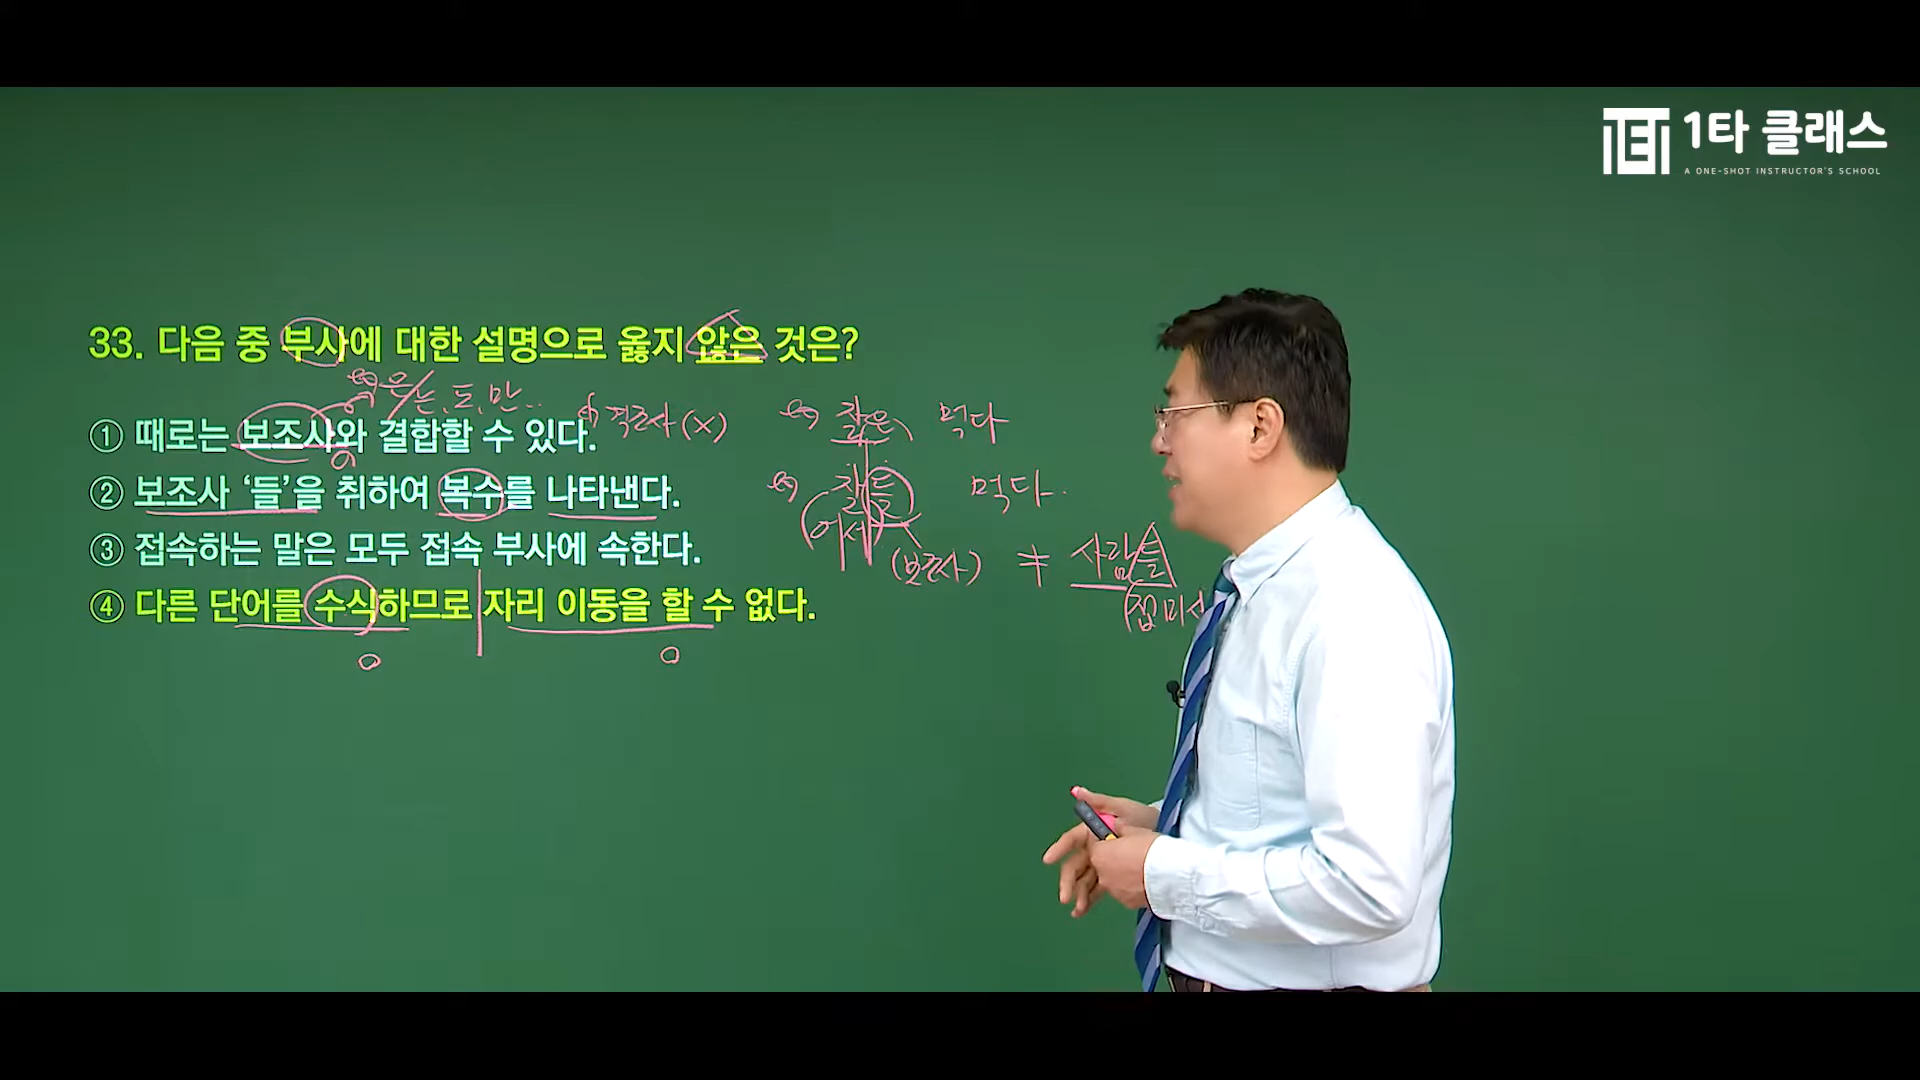 1타 클래스
A ONE-SHOT INSTRUCTOR'S SCHOOL
33. 다음 중 부사에 대한 설명으로 옳지 않은 것은?
은/는, 도, 만..
① 때로는 보조사와 결합할 수 있다.
격조사(X)
잘은 먹다
② 보조사 '들'을 취하여 복수를 나타낸다.
잘들 먹다.
(어서)
③ 접속하는 말은 모두 접속 부사에 속한다.
(보조사) ≠ 사람들
④ 다른 단어를 수식하므로 자리 이동을 할 수 없다.
(접미사